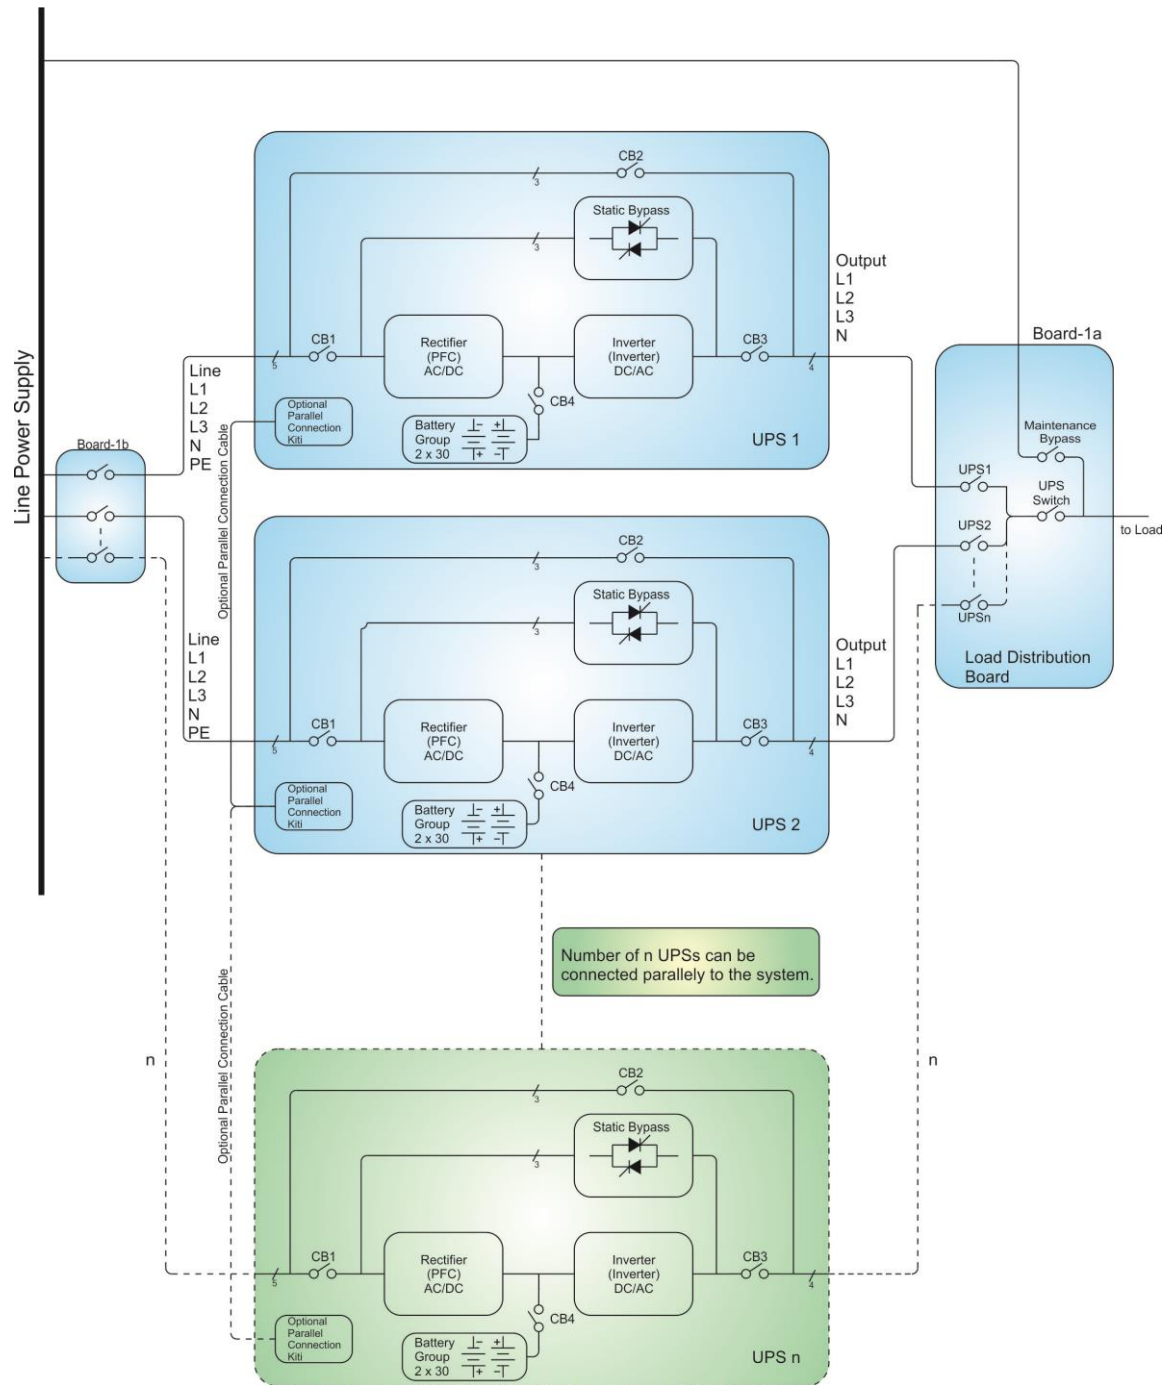 Line Power Supply
Board-1b
Line
L1
L2
L3
N
PE
Optional Parallel Connection Cable
CB2
3
Static Bypass
3
CB1
5
Rectifier
(PFC)
AC/DC
Inverter
(Inverter)
DC/AC
CB3
4
CB4
Optional
Parallel
Connection
Kiti
Battery
Group
2 x 30
UPS 1
Output
L1
L2
L3
N
Board-1a
Maintenance
Bypass
UPS1
UPS
Switch
UPS2
to Load
UPSn
Load Distribution
Board
Line
L1
L2
L3
N
PE
CB2
3
Static Bypass
3
CB1
5
Rectifier
(PFC)
AC/DC
Inverter
(Inverter)
DC/AC
CB3
4
CB4
Optional
Parallel
Connection
Kiti
Battery
Group
2 x 30
UPS 2
Output
L1
L2
L3
N
Number of n UPSs can be
connected parallely to the system.
n
Optional Parallel Connection Cable
n
CB2
3
Static Bypass
3
CB1
5
Rectifier
(PFC)
AC/DC
Inverter
(Inverter)
DC/AC
CB3
4
CB4
Optional
Parallel
Connection
Kiti
Battery
Group
2 x 30
UPS n